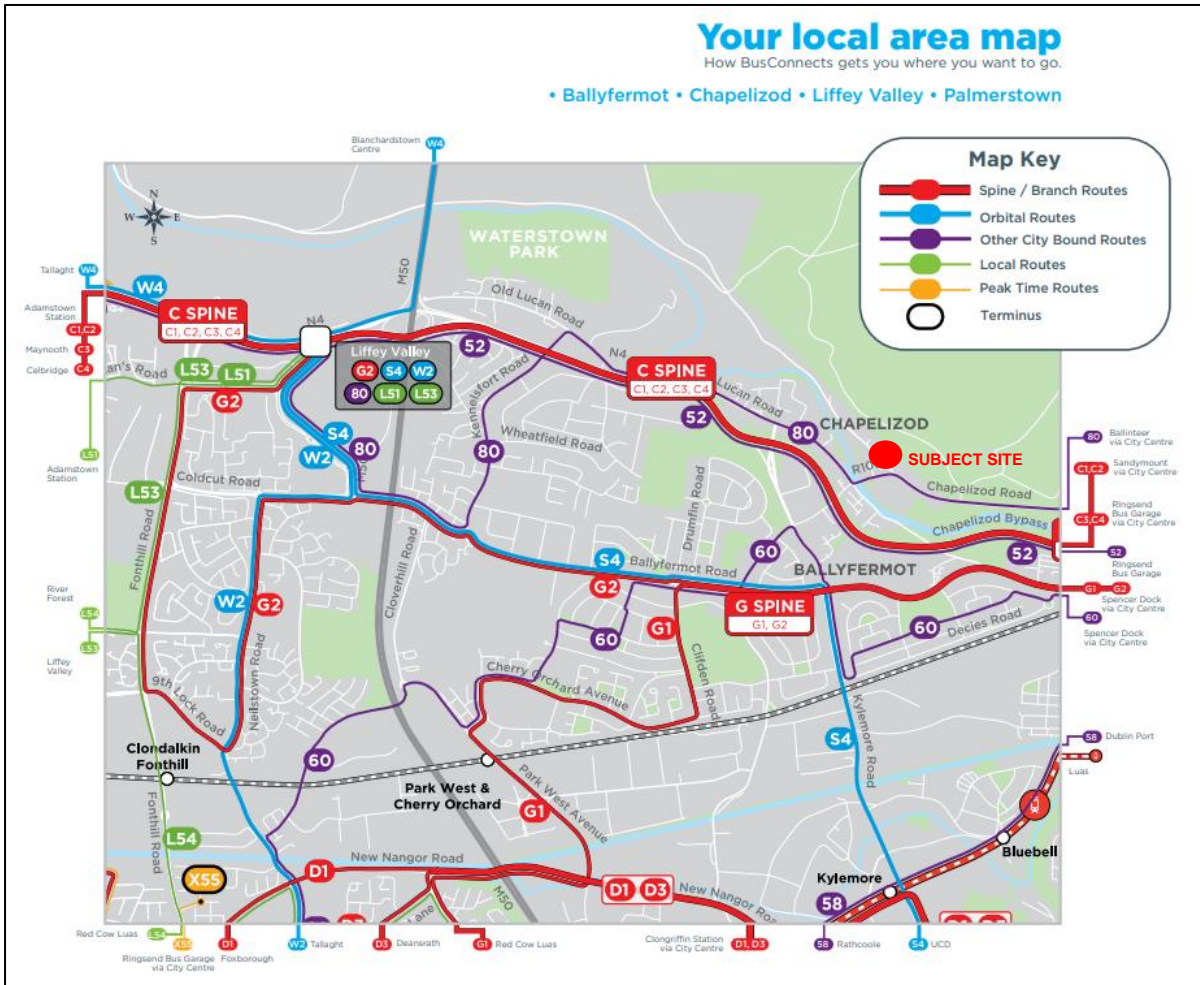 Your local area map
How BusConnects gets you where you want to go.
• Ballyfermot • Chapelizod • Liffey Valley • Palmerstown
Map Key
Spine / Branch Routes
Orbital Routes
Other City Bound Routes
Local Routes
Peak Time Routes
Terminus
Blanchardstown
Centre
W4
N
W E
S
WATERSTOWN
PARK
M50
Old Lucan Road
Tallaght W4
W4
Adamstown
Station
C1,C2
Maynooth C3
Celbridge C4
C SPINE
C1, C2, C3, C4
N4
Liffey Valley
G2 S4 W2
80 L51 L53
52
Kennelsfort Road
N4
C SPINE
C1, C2, C3, C4
Lucan Road
52
80
CHAPELIZOD
SUBJECT SITE
Chapelizod Road
Chapelizod Bypass
52
L53 L51
G2
L51
Adamstown
Station
S4
W2
80
80
Wheatfield Road
Coldcut Road
L53
Fonthill Road
Drumfin Road
Cloverhill Road
S4 Ballyfermot Road
G2
60
BALLYFERMOT
G SPINE
G1, G2
80 Ballinteer
via City Centre
C1,C2 Sandymount
via City Centre
C3,C4 Ringsend
Bus Garage
via City Centre
52 Ringsend
Bus Garage
G1 G2 Spencer Dock
via City Centre
60 Spencer Dock
via City Centre
60 Decies Road
River
Forest
L54
L53
Liffey
Valley
W2 G2
Neilstown Road
60
G1
Clifden Road
Cherry Orchard Avenue
9th Lock Road
Kylemore Road
S4
Clondalkin
Fonthill
60
Park West &
Cherry Orchard
Park West Avenue
G1
58 Dublin Port
Luas
Fonthill Road
L54
X55
New Nangor Road
D1
M50
Lane
D1 D3
New Nangor
Kylemore
Bluebell
58
Red Cow Luas L54
X55
Ringsend Bus Garage
via City Centre
D1
Foxborough
W2 Tallaght
D3 Deansrath
G1 Red Cow Luas
Clongriffin Station
via City Centre
D1, D3
58 Rathcoole
S4 UCD